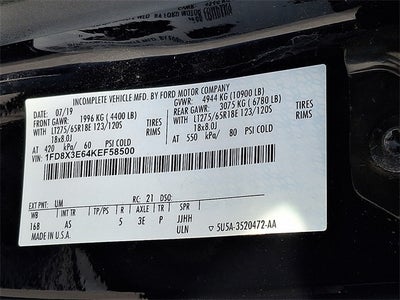 INCOMPLETE VEHICLE MFD. BY FORD MOTOR COMPANY
DATE: 07/19 GVWR: 4944 KG (10900 LB)
FRONT GAWR: 1996 KG (4400 LB) REAR GAWR: 3075 KG (6780 LB)
WITH LT275/65R18E 123/120S TIRES WITH LT275/65R18E 123/120S TIRES
18x8.0J RIMS 18x8.0J RIMS
AT 420 kPa/ 60 PSI COLD AT 550 kPa/ 80 PSI COLD
VIN: 1FD8X3E64KEF58500
EXT PNT: UM RC: 21 DSO:
WB INT TR TP/PS R AXLE TR SPR
168 AS 5 3E P JJHH
MADE IN U.S.A. ULN 5U5A-3520472-AA